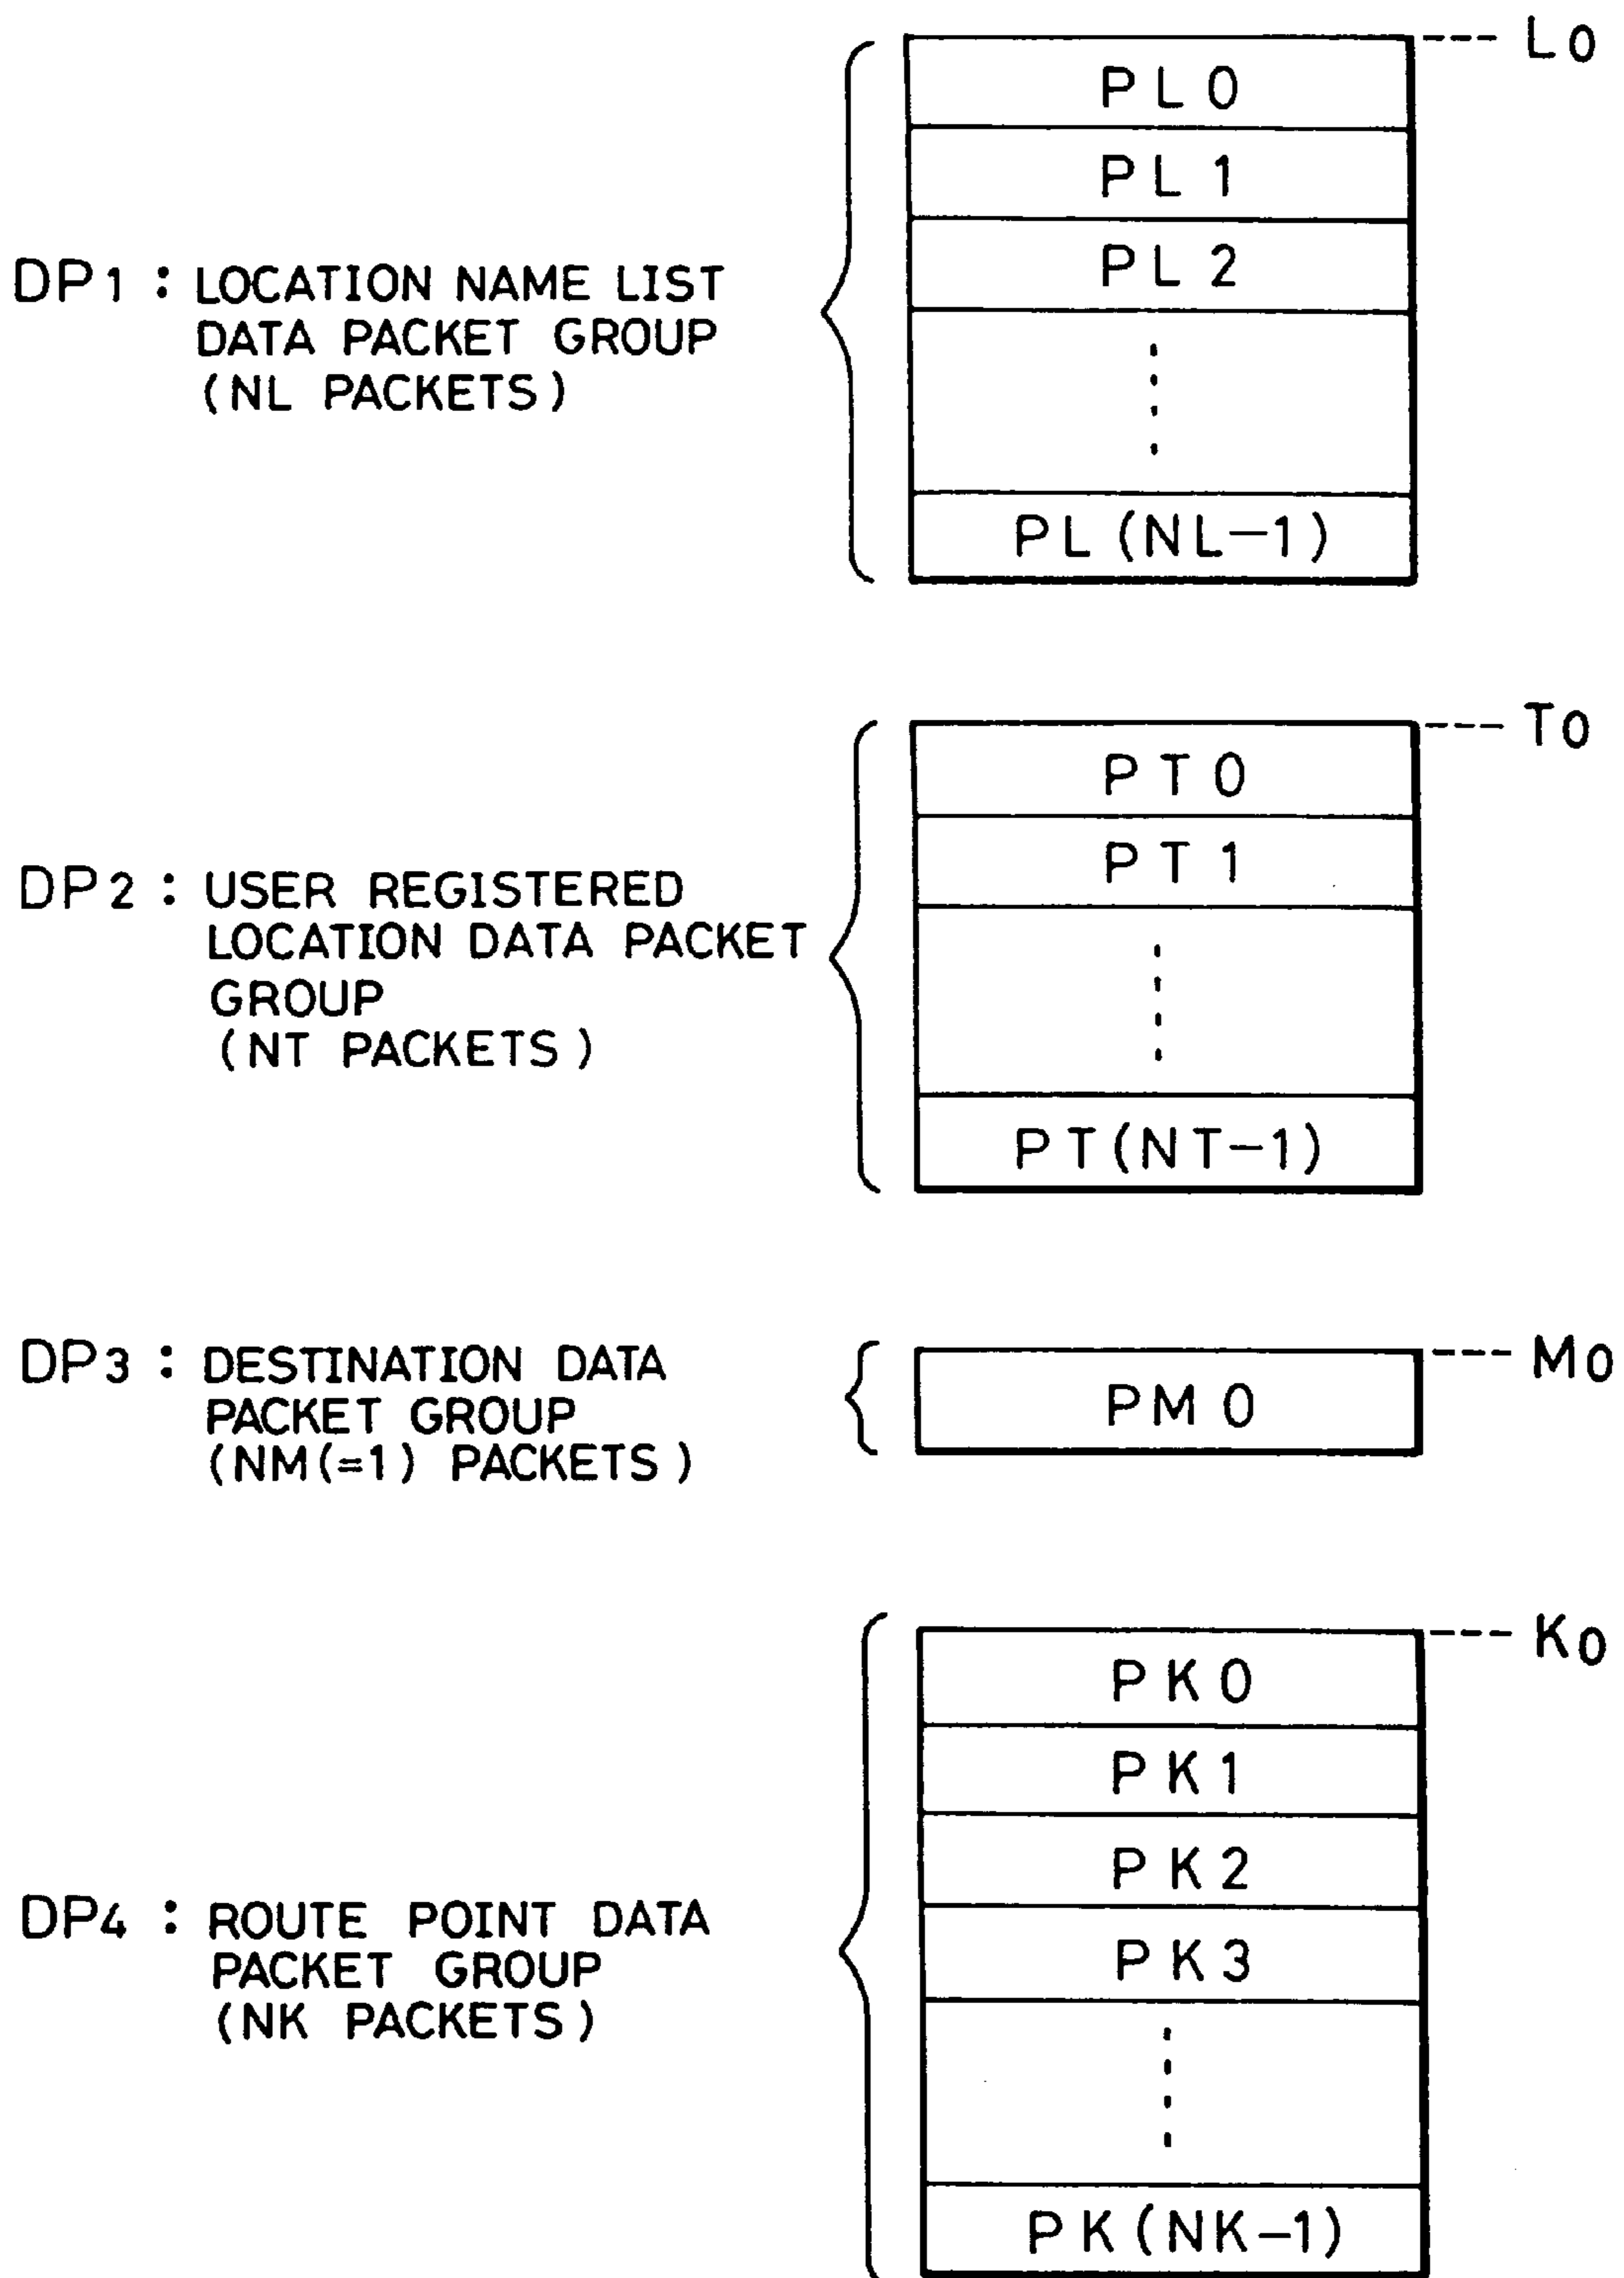 L0
PL0
PL1
PL2
DP1 : LOCATION NAME LIST
DATA PACKET GROUP
(NL PACKETS)
PL(NL-1)
T0
PT0
PT1
DP2 : USER REGISTERED
LOCATION DATA PACKET
GROUP
(NT PACKETS)
PT(NT-1)
M0
DP3 : DESTINATION DATA
PACKET GROUP
(NM(=1) PACKETS)
PM0
K0
PK0
PK1
PK2
PK3
DP4 : ROUTE POINT DATA
PACKET GROUP
(NK PACKETS)
PK(NK-1)